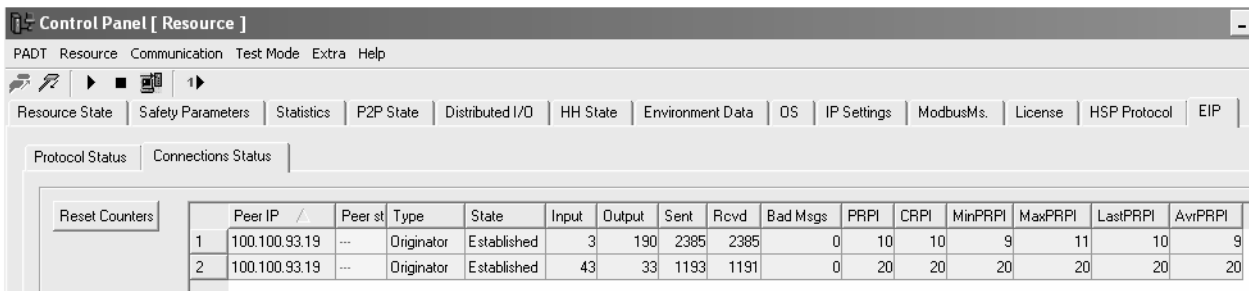 Control Panel [ Resource ]
PADT Resource Communication Test Mode Extra Help
1
Resource State Safety Parameters Statistics P2P State Distributed I/O HH State Environment Data OS IP Settings ModbusMs. License HSP Protocol EIP
Protocol Status Connections Status
Reset Counters Peer IP Peer st Type State Input Output Sent Rcvd Bad Msgs PRPI CRPI MinPRPI MaxPRPI LastPRPI AvrPRPI
1 100.100.93.19 --- Originator Established 3 190 2385 2385 0 10 10 9 11 10 9
2 100.100.93.19 --- Originator Established 43 33 1193 1191 0 20 20 20 20 20 20